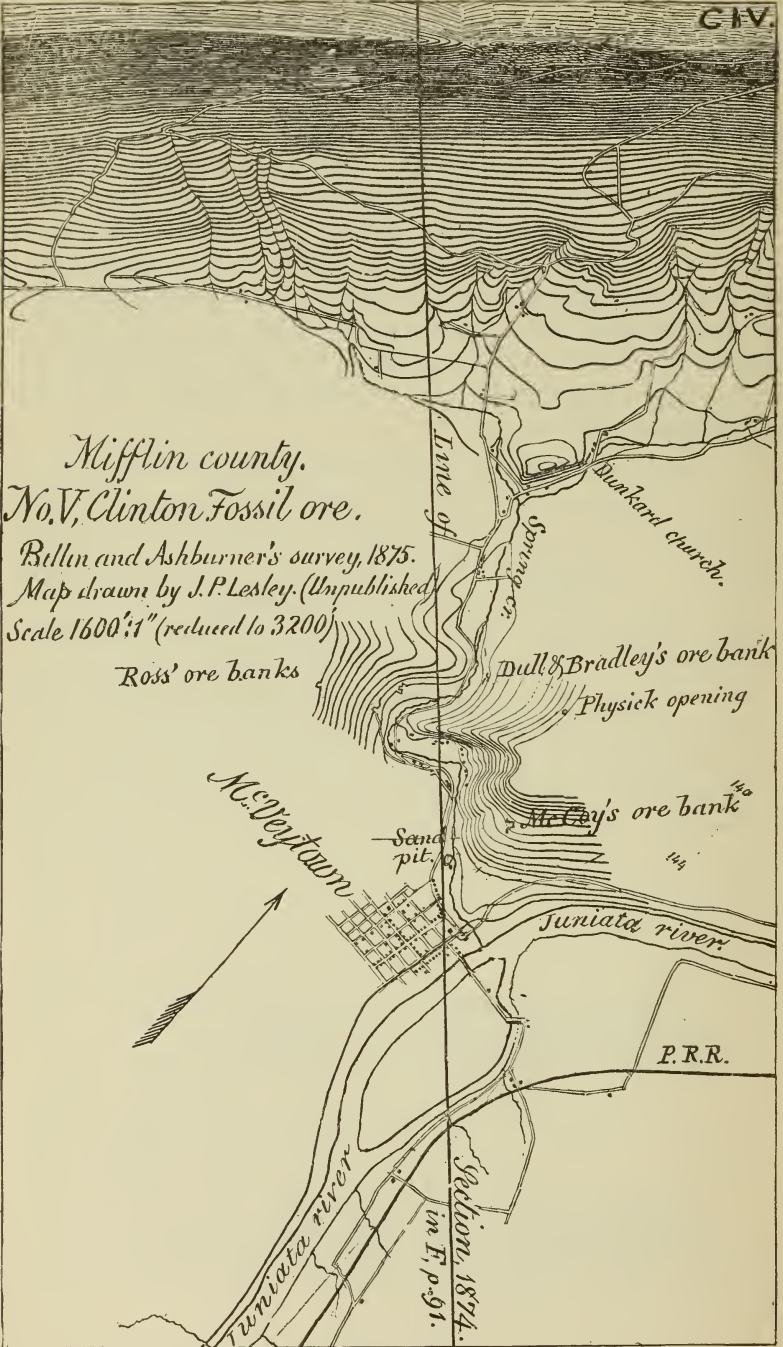 C IV.
Mifflin county.
No. V, Clinton Fossil ore.
Billin and Ashburner's survey, 1875.
Map drawn by J. P. Lesley. (Unpublished)
Scale 1600':1" (reduced to 3200')
Ross' ore banks
Line of
Spring cr.
Dunkard church.
Dull & Bradley's ore bank
Physick opening
McCoy's ore bank
140
144
McVeytown
Sand
pit.
Juniata river.
P. R. R.
Juniata river
Section, 1874.
in F, p. 91.